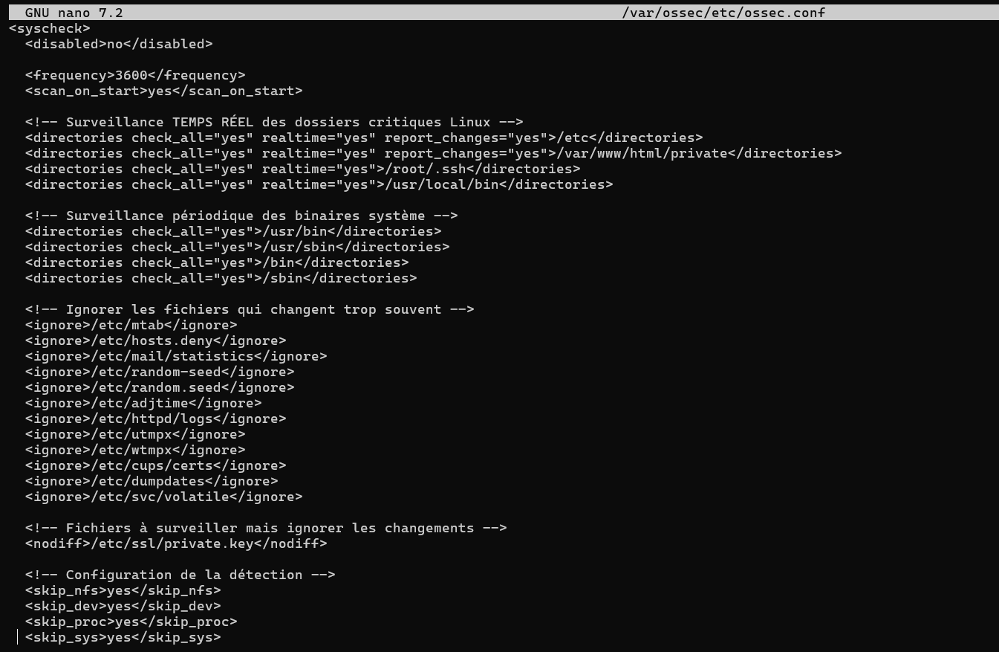 GNU nano 7.2 /var/ossec/etc/ossec.conf
<syscheck>
<disabled>no</disabled>
<frequency>3600</frequency>
<scan_on_start>yes</scan_on_start>
<!-- Surveillance TEMPS RÉEL des dossiers critiques Linux -->
<directories check_all="yes" realtime="yes" report_changes="yes">/etc</directories>
<directories check_all="yes" realtime="yes" report_changes="yes">/var/www/html/private</directories>
<directories check_all="yes" realtime="yes">/root/.ssh</directories>
<directories check_all="yes" realtime="yes">/usr/local/bin</directories>
<!-- Surveillance périodique des binaires système -->
<directories check_all="yes">/usr/bin</directories>
<directories check_all="yes">/usr/sbin</directories>
<directories check_all="yes">/bin</directories>
<directories check_all="yes">/sbin</directories>
<!-- Ignorer les fichiers qui changent trop souvent -->
<ignore>/etc/mtab</ignore>
<ignore>/etc/hosts.deny</ignore>
<ignore>/etc/mail/statistics</ignore>
<ignore>/etc/random-seed</ignore>
<ignore>/etc/random.seed</ignore>
<ignore>/etc/adjtime</ignore>
<ignore>/etc/httpd/logs</ignore>
<ignore>/etc/utmpx</ignore>
<ignore>/etc/wtmpx</ignore>
<ignore>/etc/cups/certs</ignore>
<ignore>/etc/dumpdates</ignore>
<ignore>/etc/svc/volatile</ignore>
<!-- Fichiers à surveiller mais ignorer les changements -->
<nodiff>/etc/ssl/private.key</nodiff>
<!-- Configuration de la détection -->
<skip_nfs>yes</skip_nfs>
<skip_dev>yes</skip_dev>
<skip_proc>yes</skip_proc>
<skip_sys>yes</skip_sys>